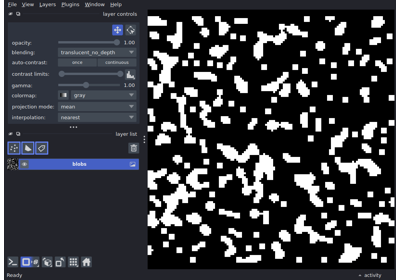 File View Layers Plugins Window Help
layer controls
opacity: 1.00
blending: translucent_no_depth
auto-contrast: once continuous
contrast limits:
gamma: 1.00
colormap: gray
projection mode: mean
interpolation: nearest
layer list
blobs
Ready activity